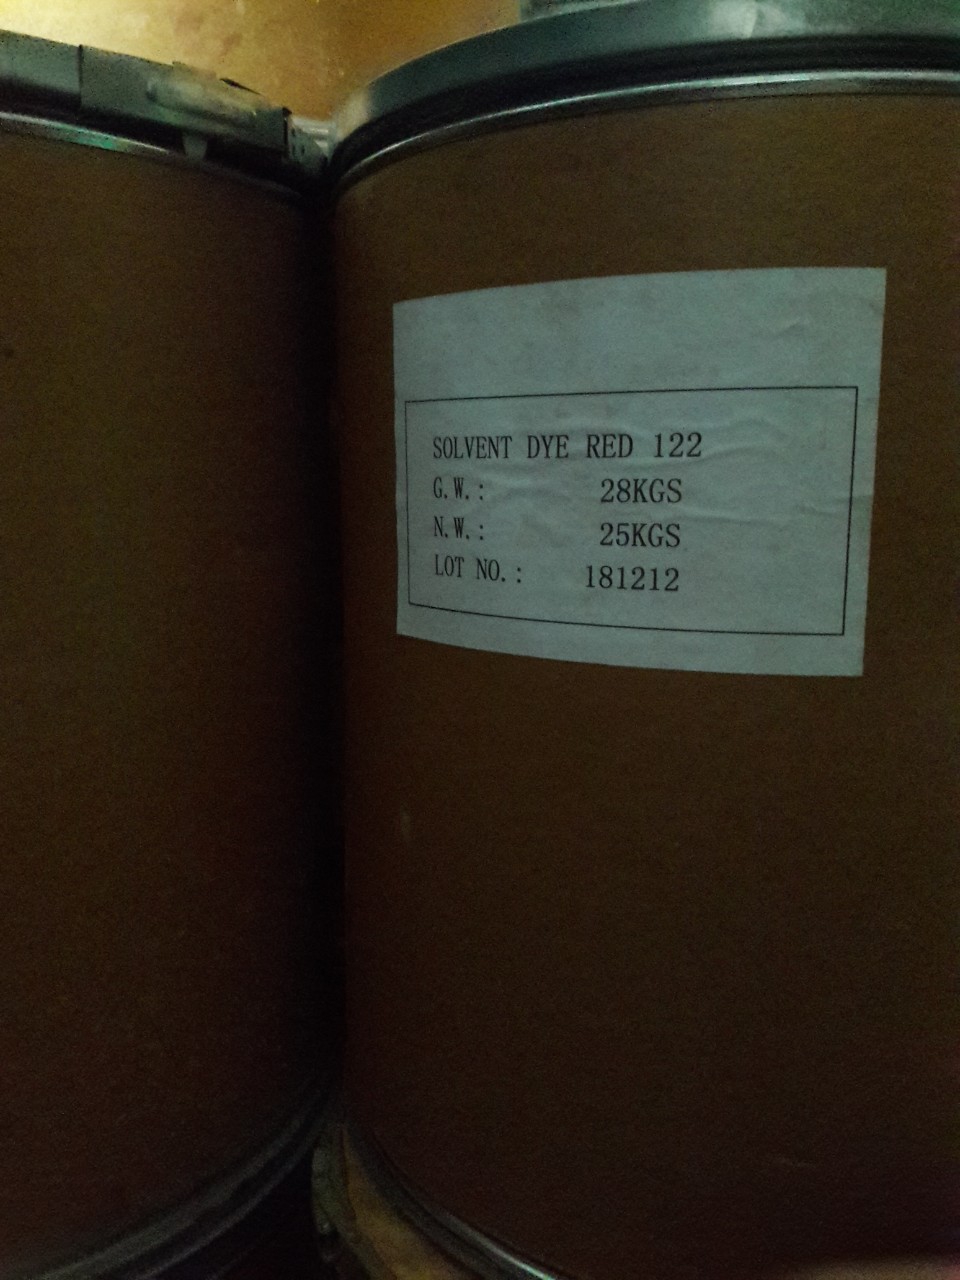 SOLVENT DYE RED 122
G.W.: 28KGS
N.W.: 25KGS
LOT NO.: 181212